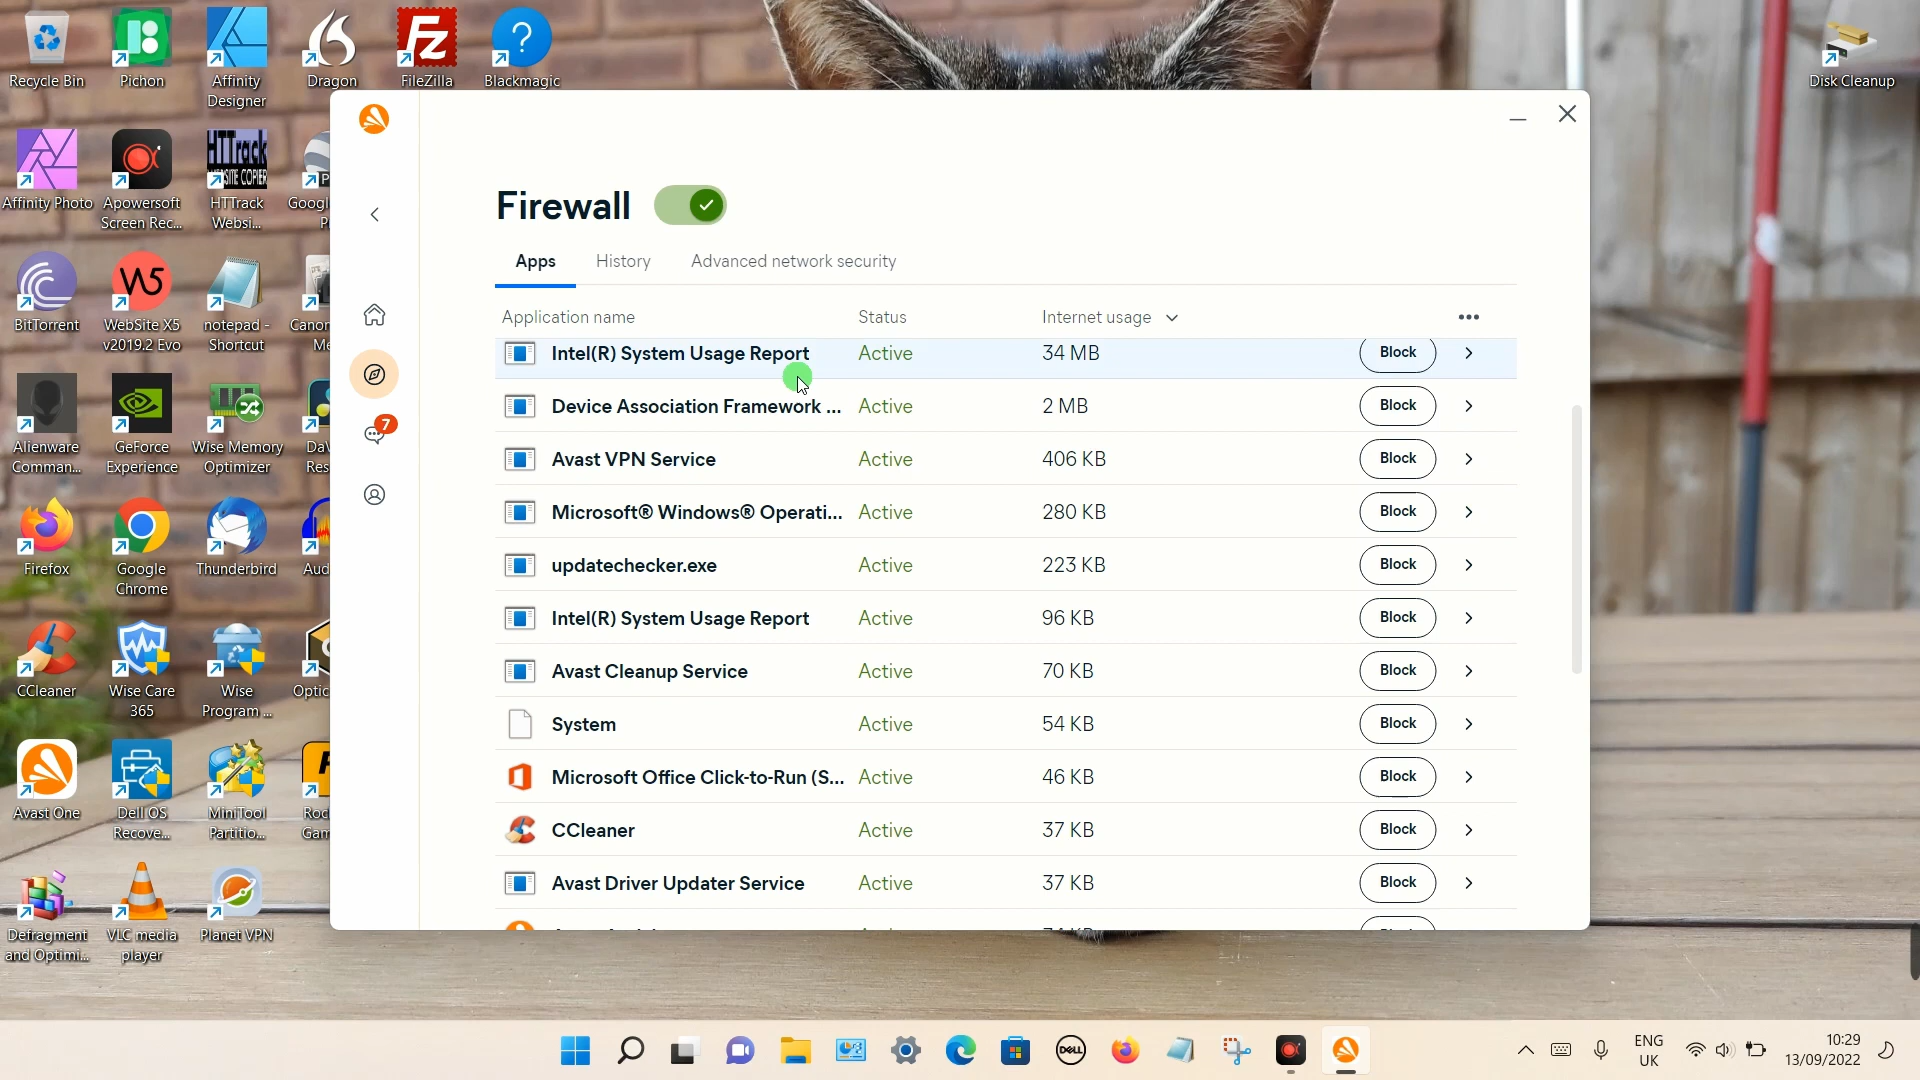 Recycle Bin
Pichon
Affinity
Designer
Dragon
FileZilla
Blackmagic
Disk Cleanup
Affinity Photo
Apowersoft
Screen Rec...
HTTrack
WEBSITE COPIER
HTTrack
Websi...
BitTorrent
W5
WebSite X5
v2019.2 Evo
notepad -
Shortcut
Alienware
Comman...
GeForce
Experience
Wise Memory
Optimizer
Firefox
Google
Chrome
Thunderbird
CCleaner
Wise Care
365
Wise
Program ...
Avast One
Dell OS
Recove...
MiniTool
Partitio...
Defragment
and Optimi...
VLC media
player
Planet VPN
7
Firewall
Apps
History
Advanced network security
Application name
Status
Internet usage
Intel(R) System Usage Report Active 34 MB Block
Device Association Framework ... Active 2 MB Block
Avast VPN Service Active 406 KB Block
Microsoft® Windows® Operati... Active 280 KB Block
updatechecker.exe Active 223 KB Block
Intel(R) System Usage Report Active 96 KB Block
Avast Cleanup Service Active 70 KB Block
System Active 54 KB Block
Microsoft Office Click-to-Run (S... Active 46 KB Block
CCleaner Active 37 KB Block
Avast Driver Updater Service Active 37 KB Block
DELL
ENG
UK
10:29
13/09/2022